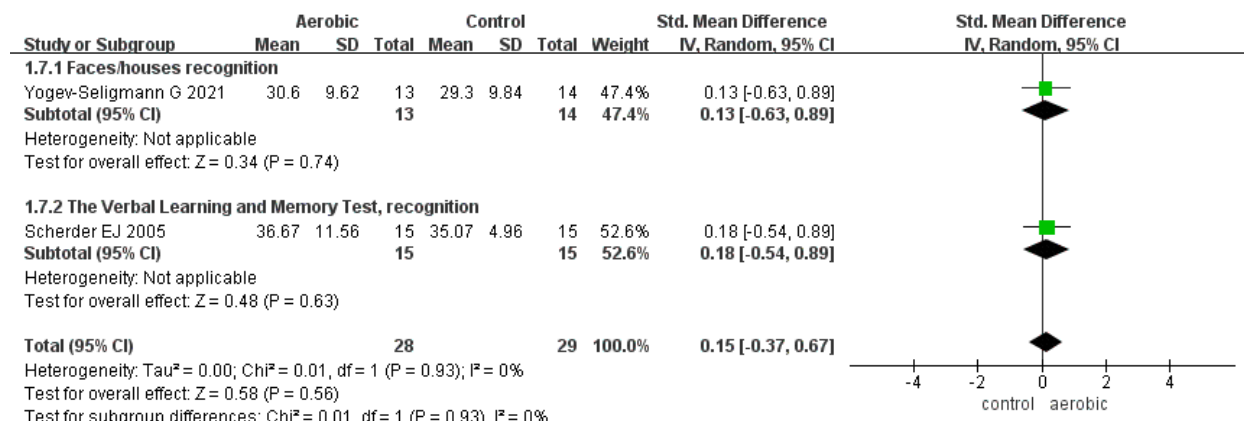 Aerobic Control Std. Mean Difference Std. Mean Difference
Study or Subgroup Mean SD Total Mean SD Total Weight IV, Random, 95% CI IV, Random, 95% CI
1.7.1 Faces/houses recognition
Yogev-Seligmann G 2021 30.6 9.62 13 29.3 9.84 14 47.4% 0.13 [-0.63, 0.89]
Subtotal (95% CI) 13 14 47.4% 0.13 [-0.63, 0.89]
Heterogeneity: Not applicable
Test for overall effect: Z = 0.34 (P = 0.74)
1.7.2 The Verbal Learning and Memory Test, recognition
Scherder EJ 2005 36.67 11.56 15 35.07 4.96 15 52.6% 0.18 [-0.54, 0.89]
Subtotal (95% CI) 15 15 52.6% 0.18 [-0.54, 0.89]
Heterogeneity: Not applicable
Test for overall effect: Z = 0.48 (P = 0.63)
Total (95% CI) 28 29 100.0% 0.15 [-0.37, 0.67]
Heterogeneity: Tau² = 0.00; Chi² = 0.01, df = 1 (P = 0.93); I² = 0%
Test for overall effect: Z = 0.58 (P = 0.56)
Test for subgroup differences: Chi² = 0.01, df = 1 (P = 0.93), I² = 0%
-4 -2 0 2 4
control aerobic